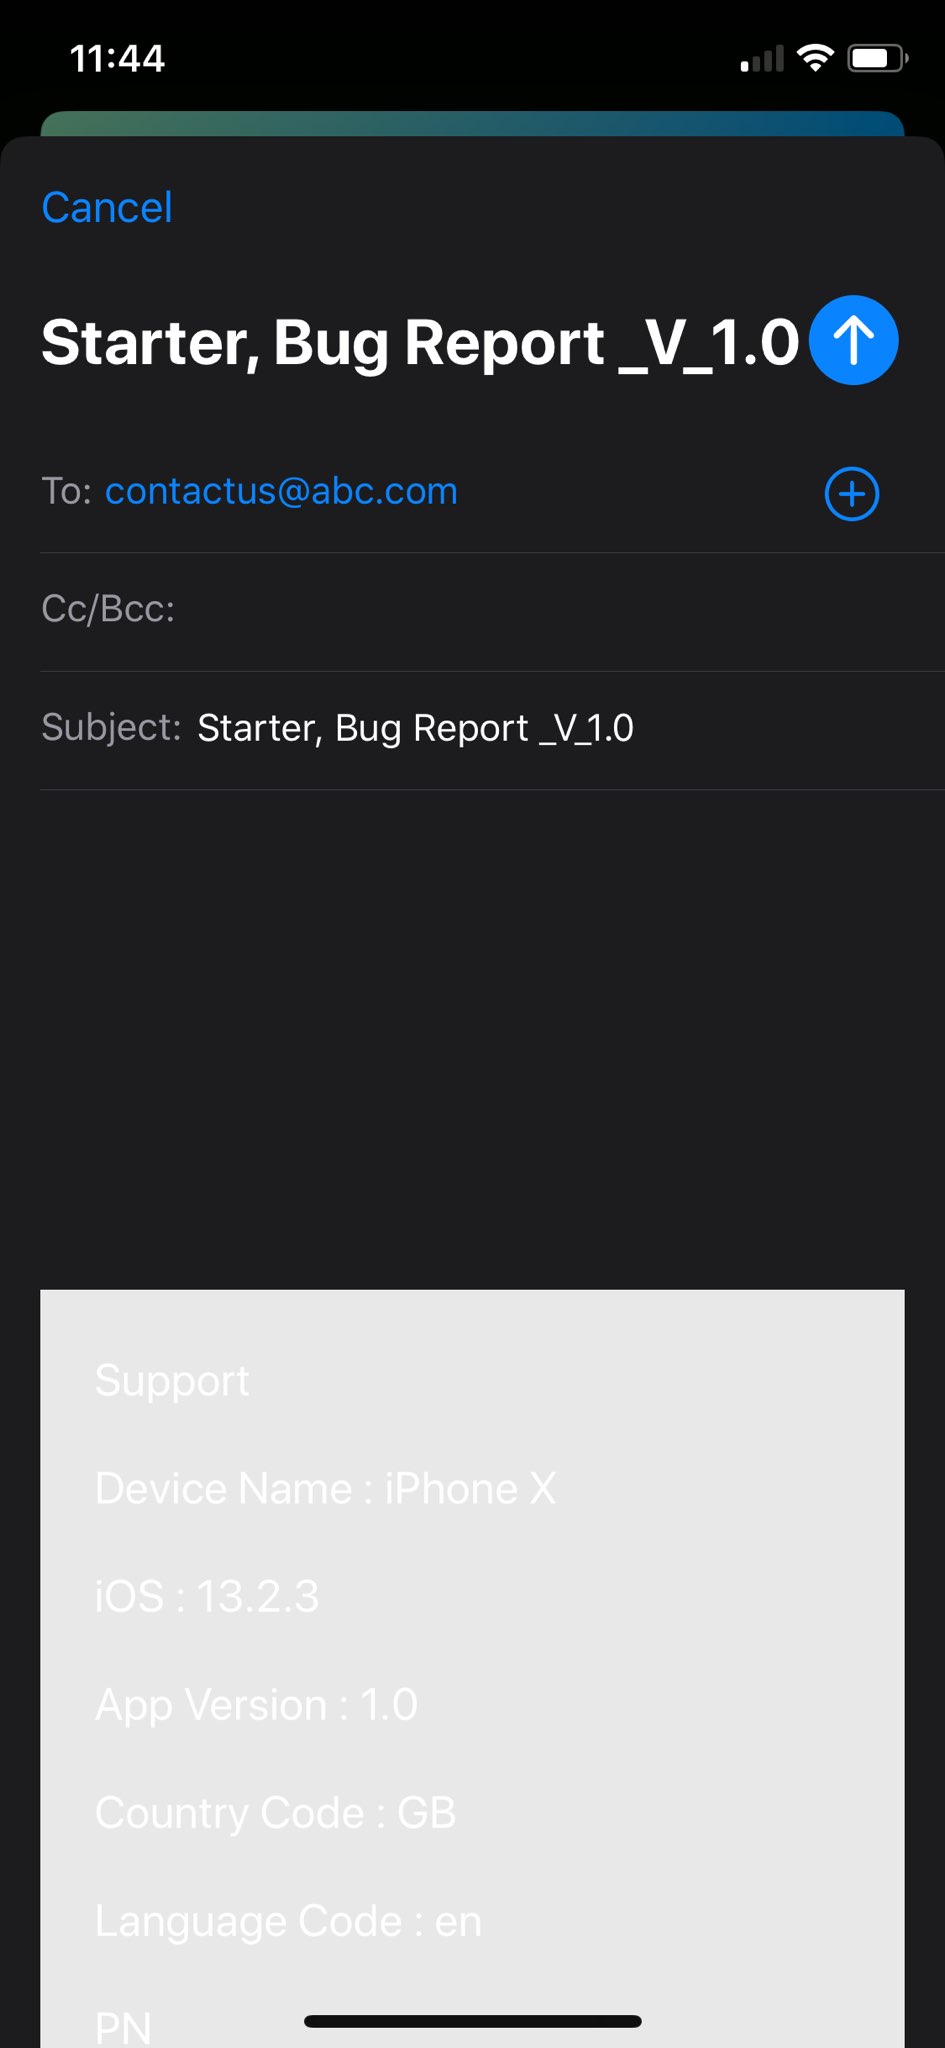 11:44
Cancel
Starter, Bug Report _V_1.0
To: contactus@abc.com
Cc/Bcc:
Subject: Starter, Bug Report _V_1.0
Support
Device Name : iPhone X
iOS : 13.2.3
App Version : 1.0
Country Code : GB
Language Code : en
PN